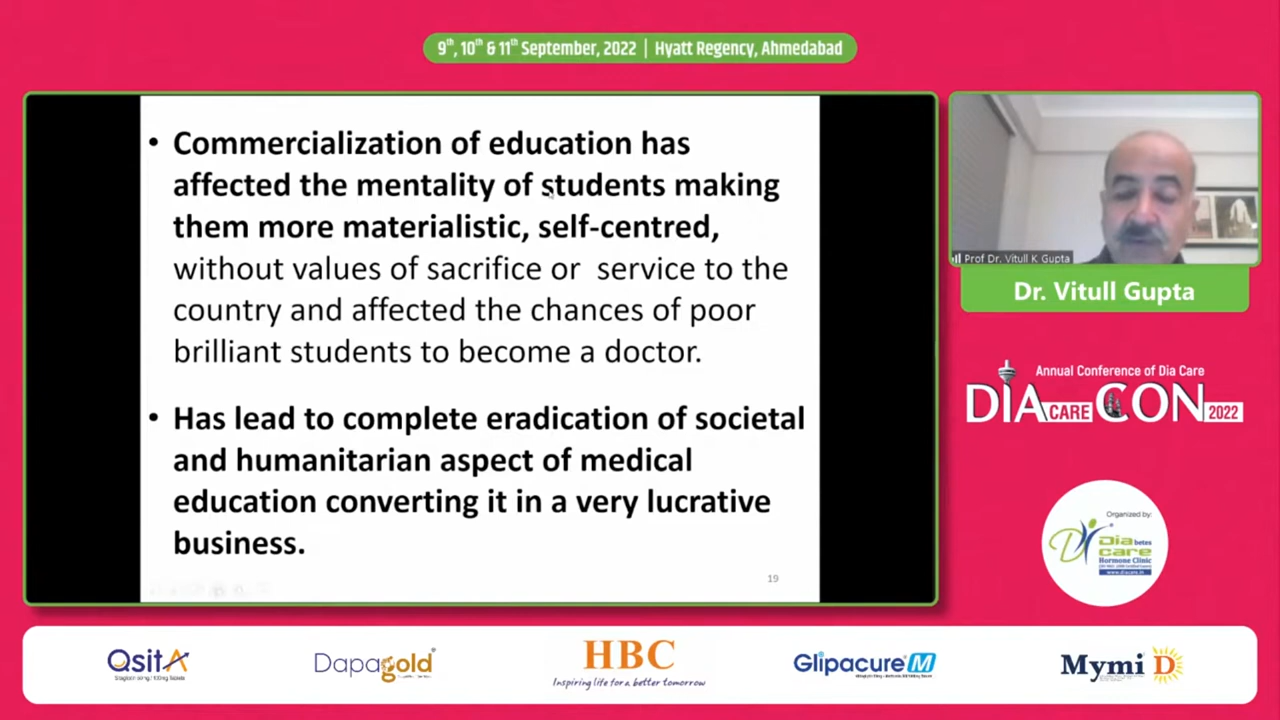 9th, 10th & 11th September, 2022 | Hyatt Regency, Ahmedabad
• Commercialization of education has
affected the mentality of students making
them more materialistic, self-centred,
without values of sacrifice or service to the
country and affected the chances of poor
brilliant students to become a doctor.
• Has lead to complete eradication of societal
and humanitarian aspect of medical
education converting it in a very lucrative
business.
19
Prof Dr. Vitull K Gupta
Dr. Vitull Gupta
Annual Conference of Dia Care
DIA CARE CON 2022
Organized by:
Diabetes
care
Hormone Clinic
www.diacare.in
QsitA
Dapagold
HBC
Inspiring life for a better tomorrow
Glipacure M
Mymi D